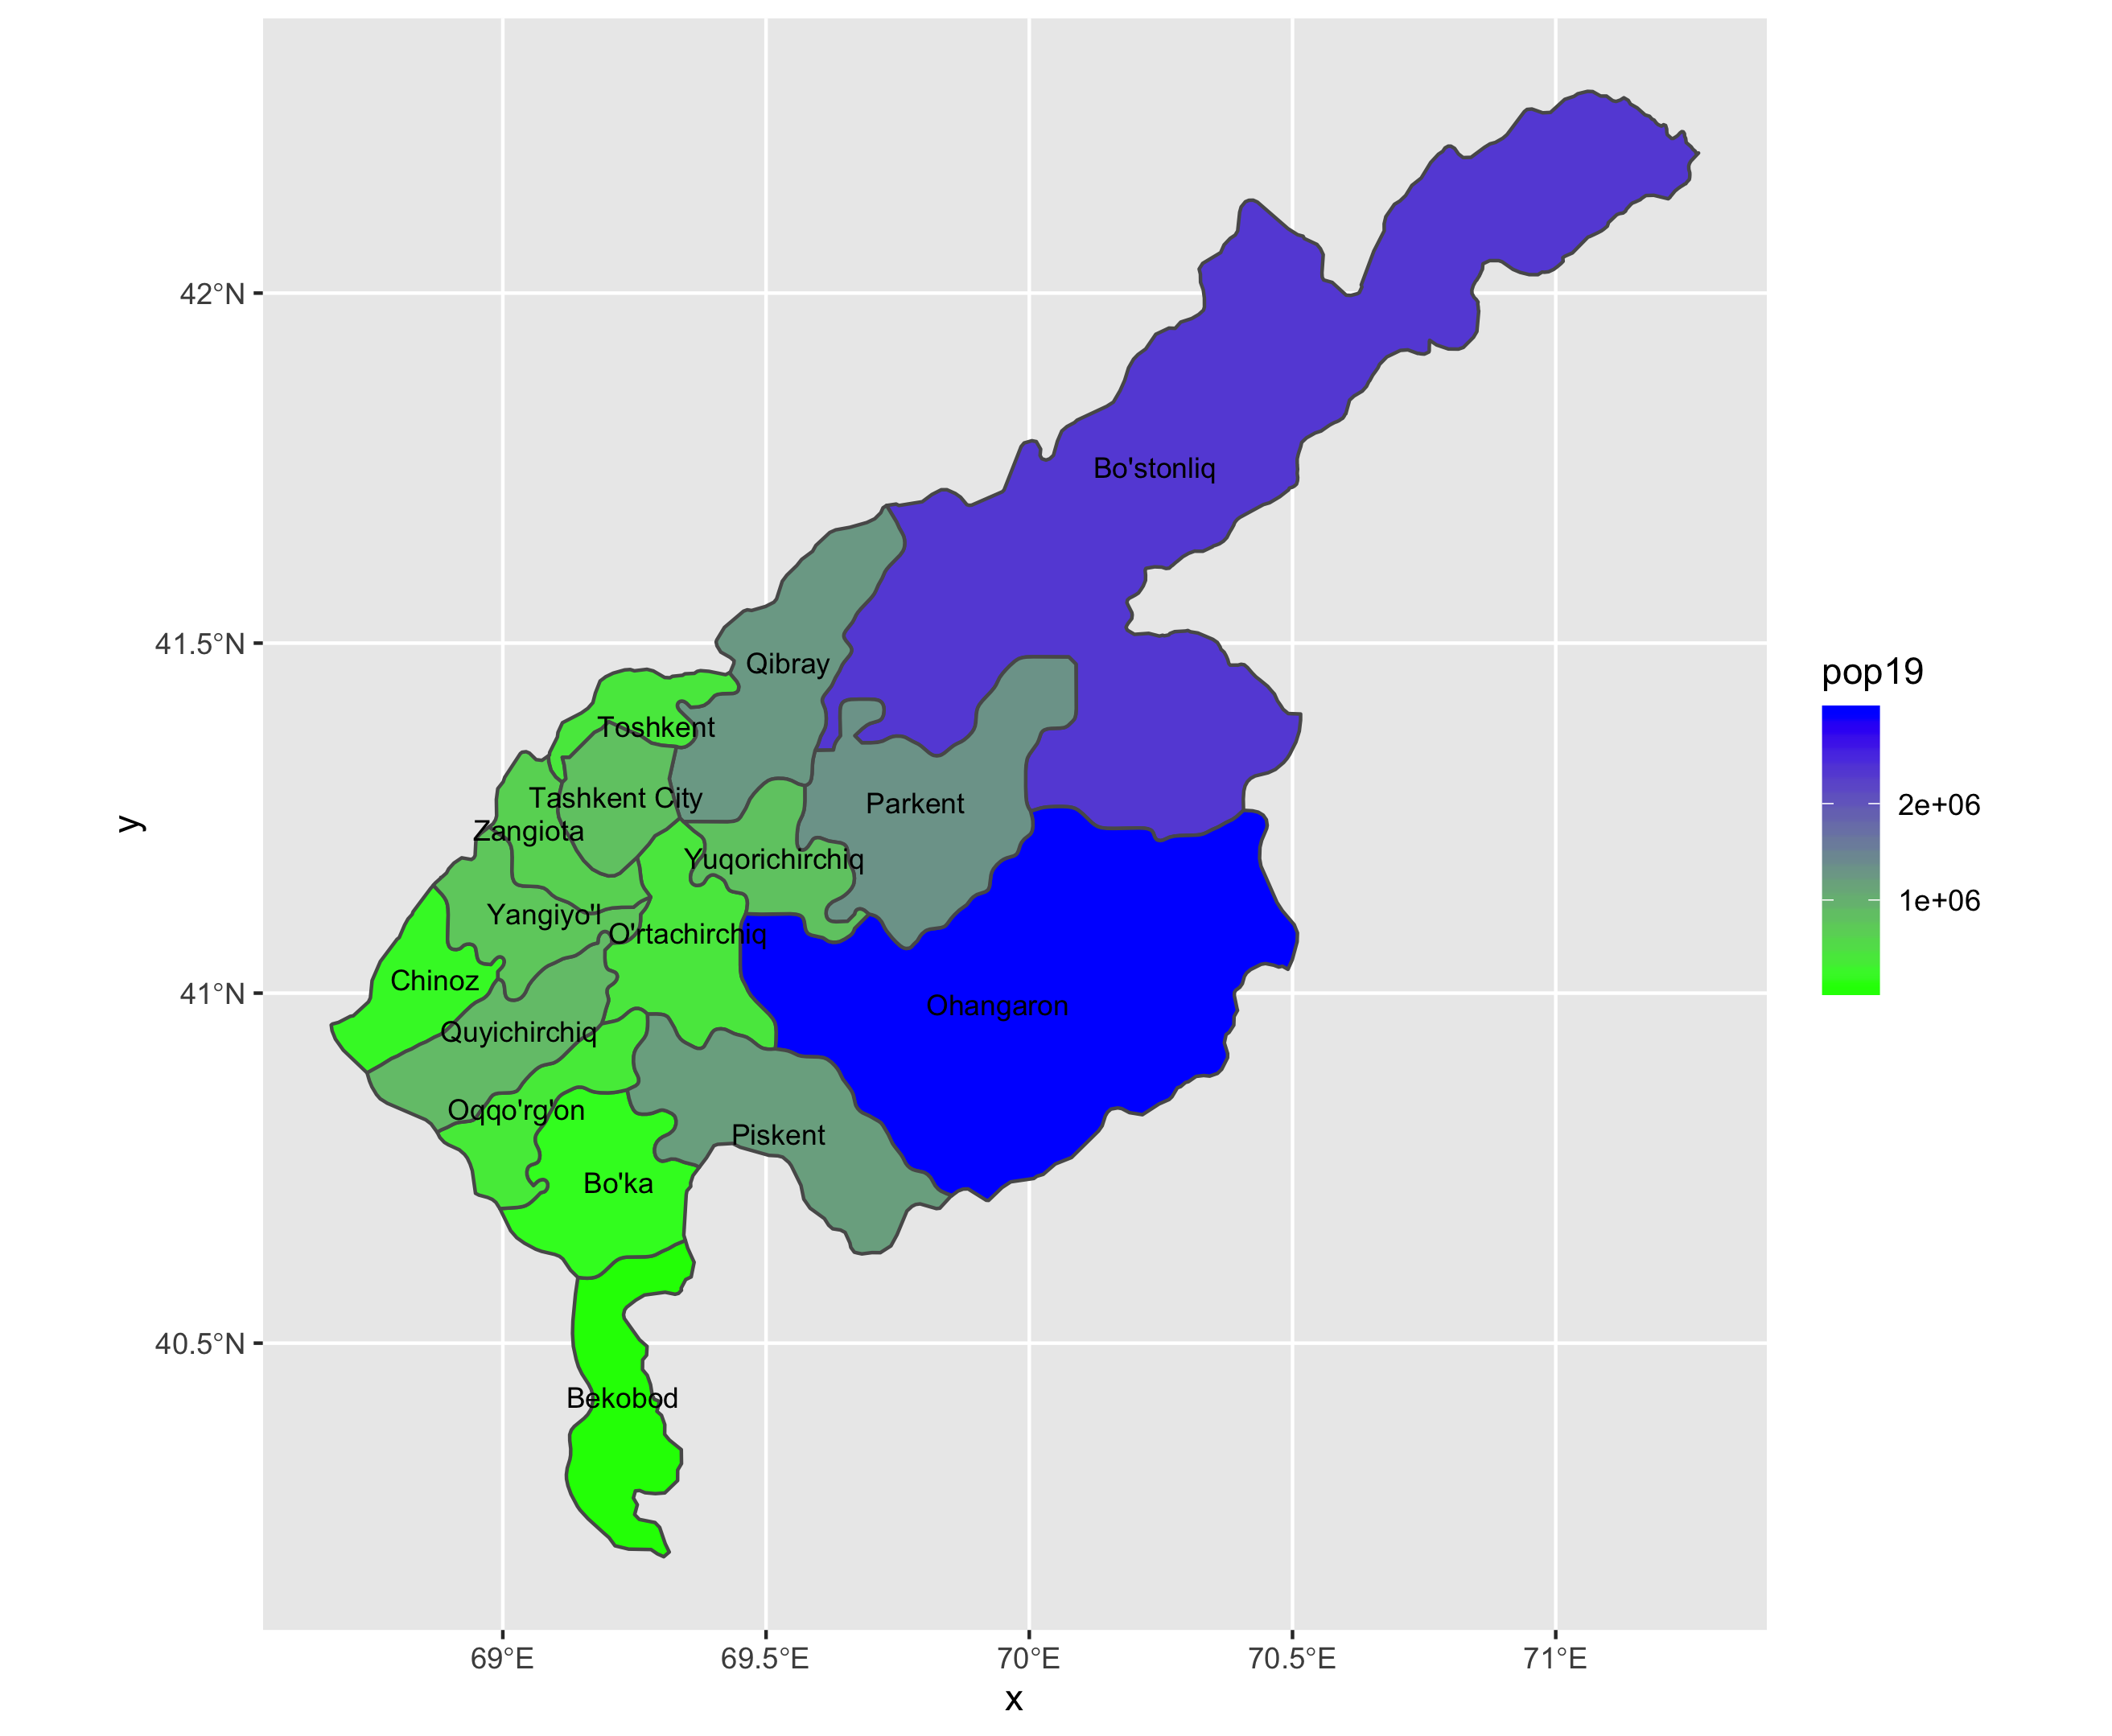 42°N
41.5°N
41°N
40.5°N
y
Bo'stonliq
Qibray
Toshkent
Tashkent City
Parkent
Zangiota
Yuqorichirchiq
Yangiyo'l
O'rtachirchiq
Chinoz
Ohangaron
Quyichirchiq
Oqqo'rg'on
Piskent
Bo'ka
Bekobod
69°E 69.5°E 70°E 70.5°E 71°E
x
pop19
2e+06
1e+06